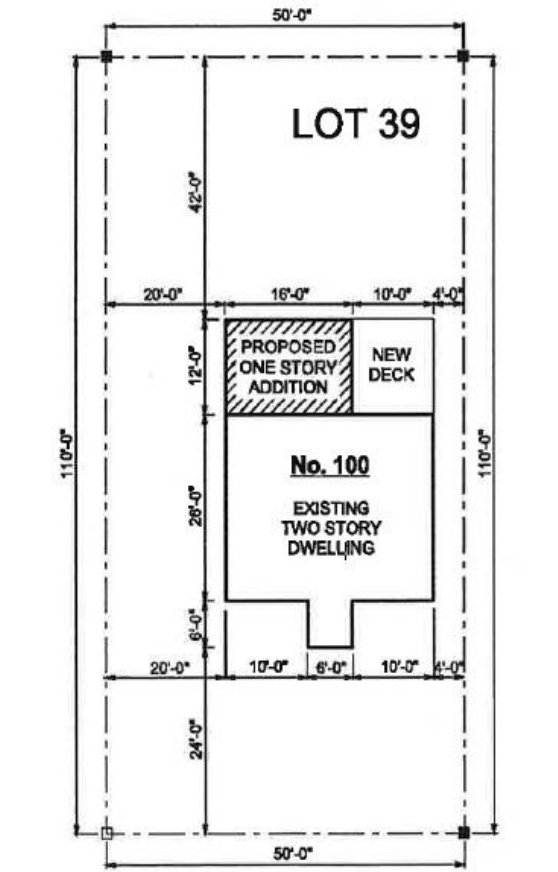 50'-0"
LOT 39
42'-0"
20'-0" 16'-0" 10'-0" 4'-0"
PROPOSED
ONE STORY
ADDITION
NEW
DECK
12'-0"
110'-0"
110'-0"
No. 100
EXISTING
TWO STORY
DWELLING
26'-0"
6'-0"
20'-0" 10'-0" 6'-0" 10'-0" 4'-0"
24'-0"
50'-0"